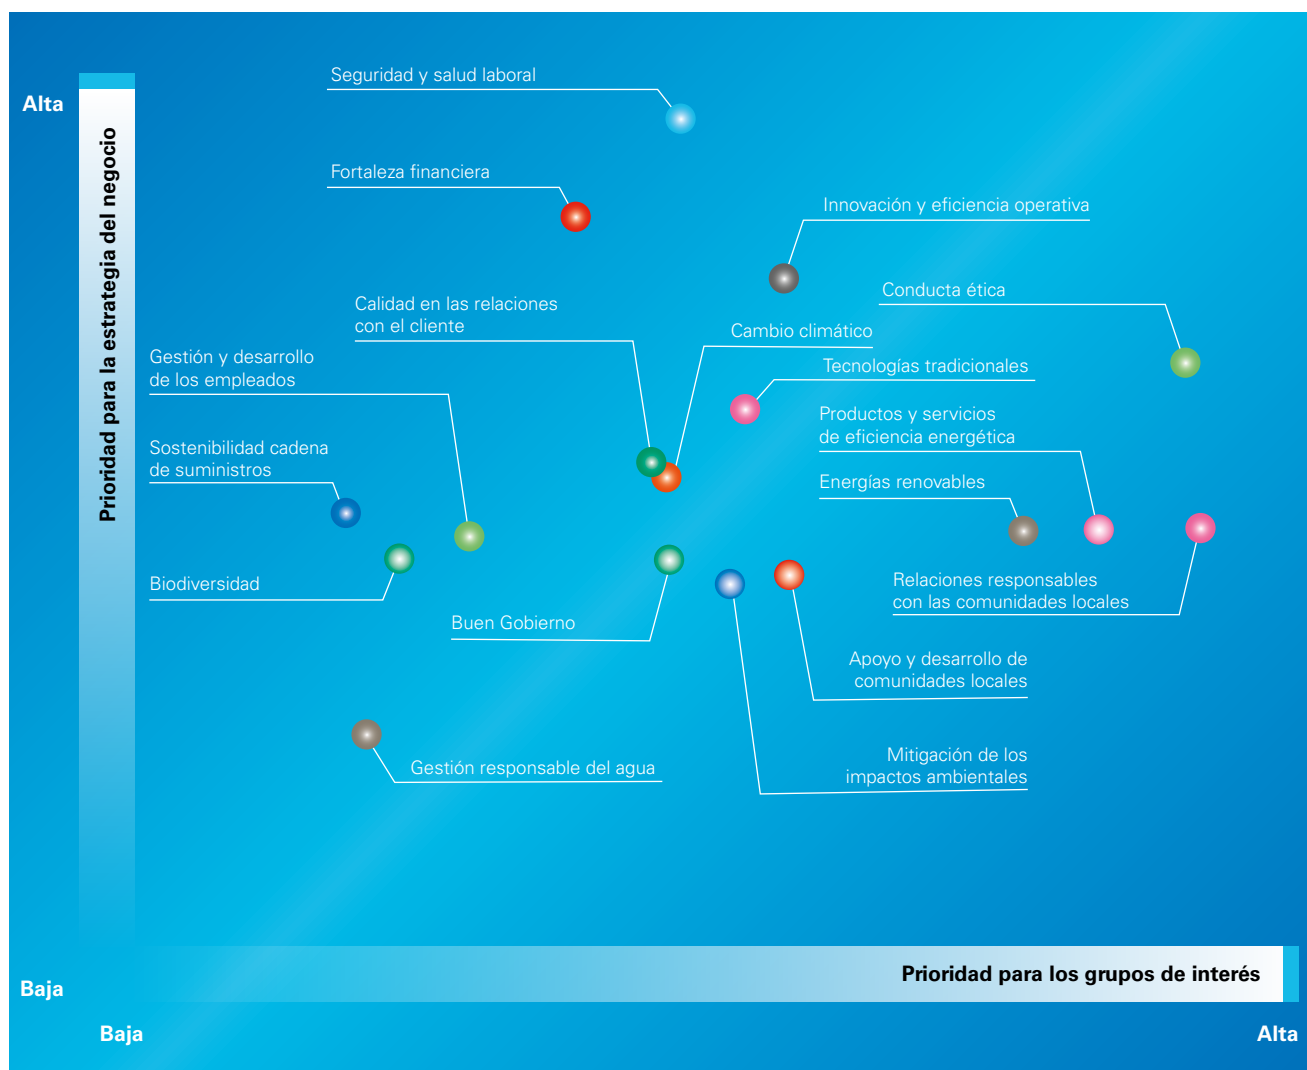 Seguridad y salud laboral
Alta
Prioridad para la estrategia del negocio
Fortaleza financiera
Innovación y eficiencia operativa
Conducta ética
Calidad en las relaciones
con el cliente
Cambio climático
Gestión y desarrollo
de los empleados
Tecnologías tradicionales
Productos y servicios
de eficiencia energética
Sostenibilidad cadena
de suministros
Energías renovables
Biodiversidad
Relaciones responsables
con las comunidades locales
Buen Gobierno
Apoyo y desarrollo de
comunidades locales
Gestión responsable del agua
Mitigación de los
impactos ambientales
Prioridad para los grupos de interés
Baja
Baja
Alta